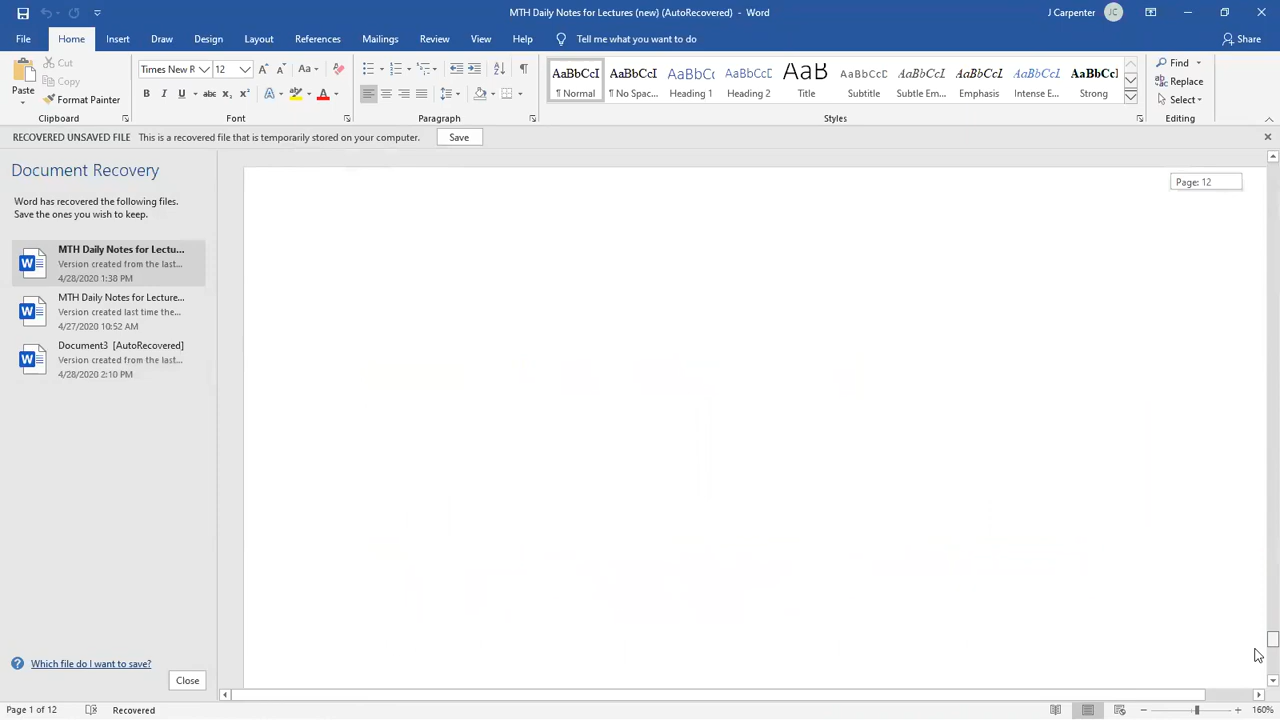 MTH Daily Notes for Lectures (new) (AutoRecovered) - Word
J Carpenter JC
File Home Insert Draw Design Layout References Mailings Review View Help Tell me what you want to do Share
Paste
Cut
Copy
Format Painter
Clipboard
Times New R 12
Aa
B I U abc x₂ x² A A
Font
Paragraph
AaBbCcI AaBbCcI AaBbCc AaBbCcI AaB AaBbCcI AaBbCcI AaBbCcI AaBbCcI AaBbCc
¶ Normal ¶ No Spac... Heading 1 Heading 2 Title Subtitle Subtle Em... Emphasis Intense E... Strong
Styles
Find
Replace
Select
Editing
RECOVERED UNSAVED FILE This is a recovered file that is temporarily stored on your computer. Save
Document Recovery
Word has recovered the following files.
Save the ones you wish to keep.
MTH Daily Notes for Lectu...
Version created from the last...
4/28/2020 1:38 PM
MTH Daily Notes for Lecture...
Version created last time the...
4/27/2020 10:52 AM
Document3 [AutoRecovered]
Version created from the last...
4/28/2020 2:10 PM
Page: 12
Which file do I want to save?
Close
Page 1 of 12 Recovered 160%